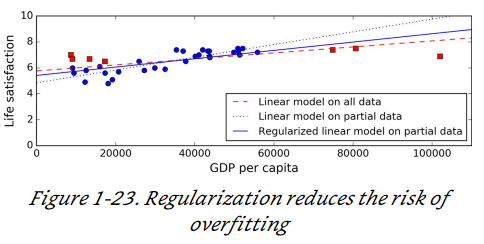 10
8
6
4
2
0
Life satisfaction
Linear model on all data
Linear model on partial data
Regularized linear model on partial data
0 20000 40000 60000 80000 100000
GDP per capita
Figure 1-23. Regularization reduces the risk of
overfitting